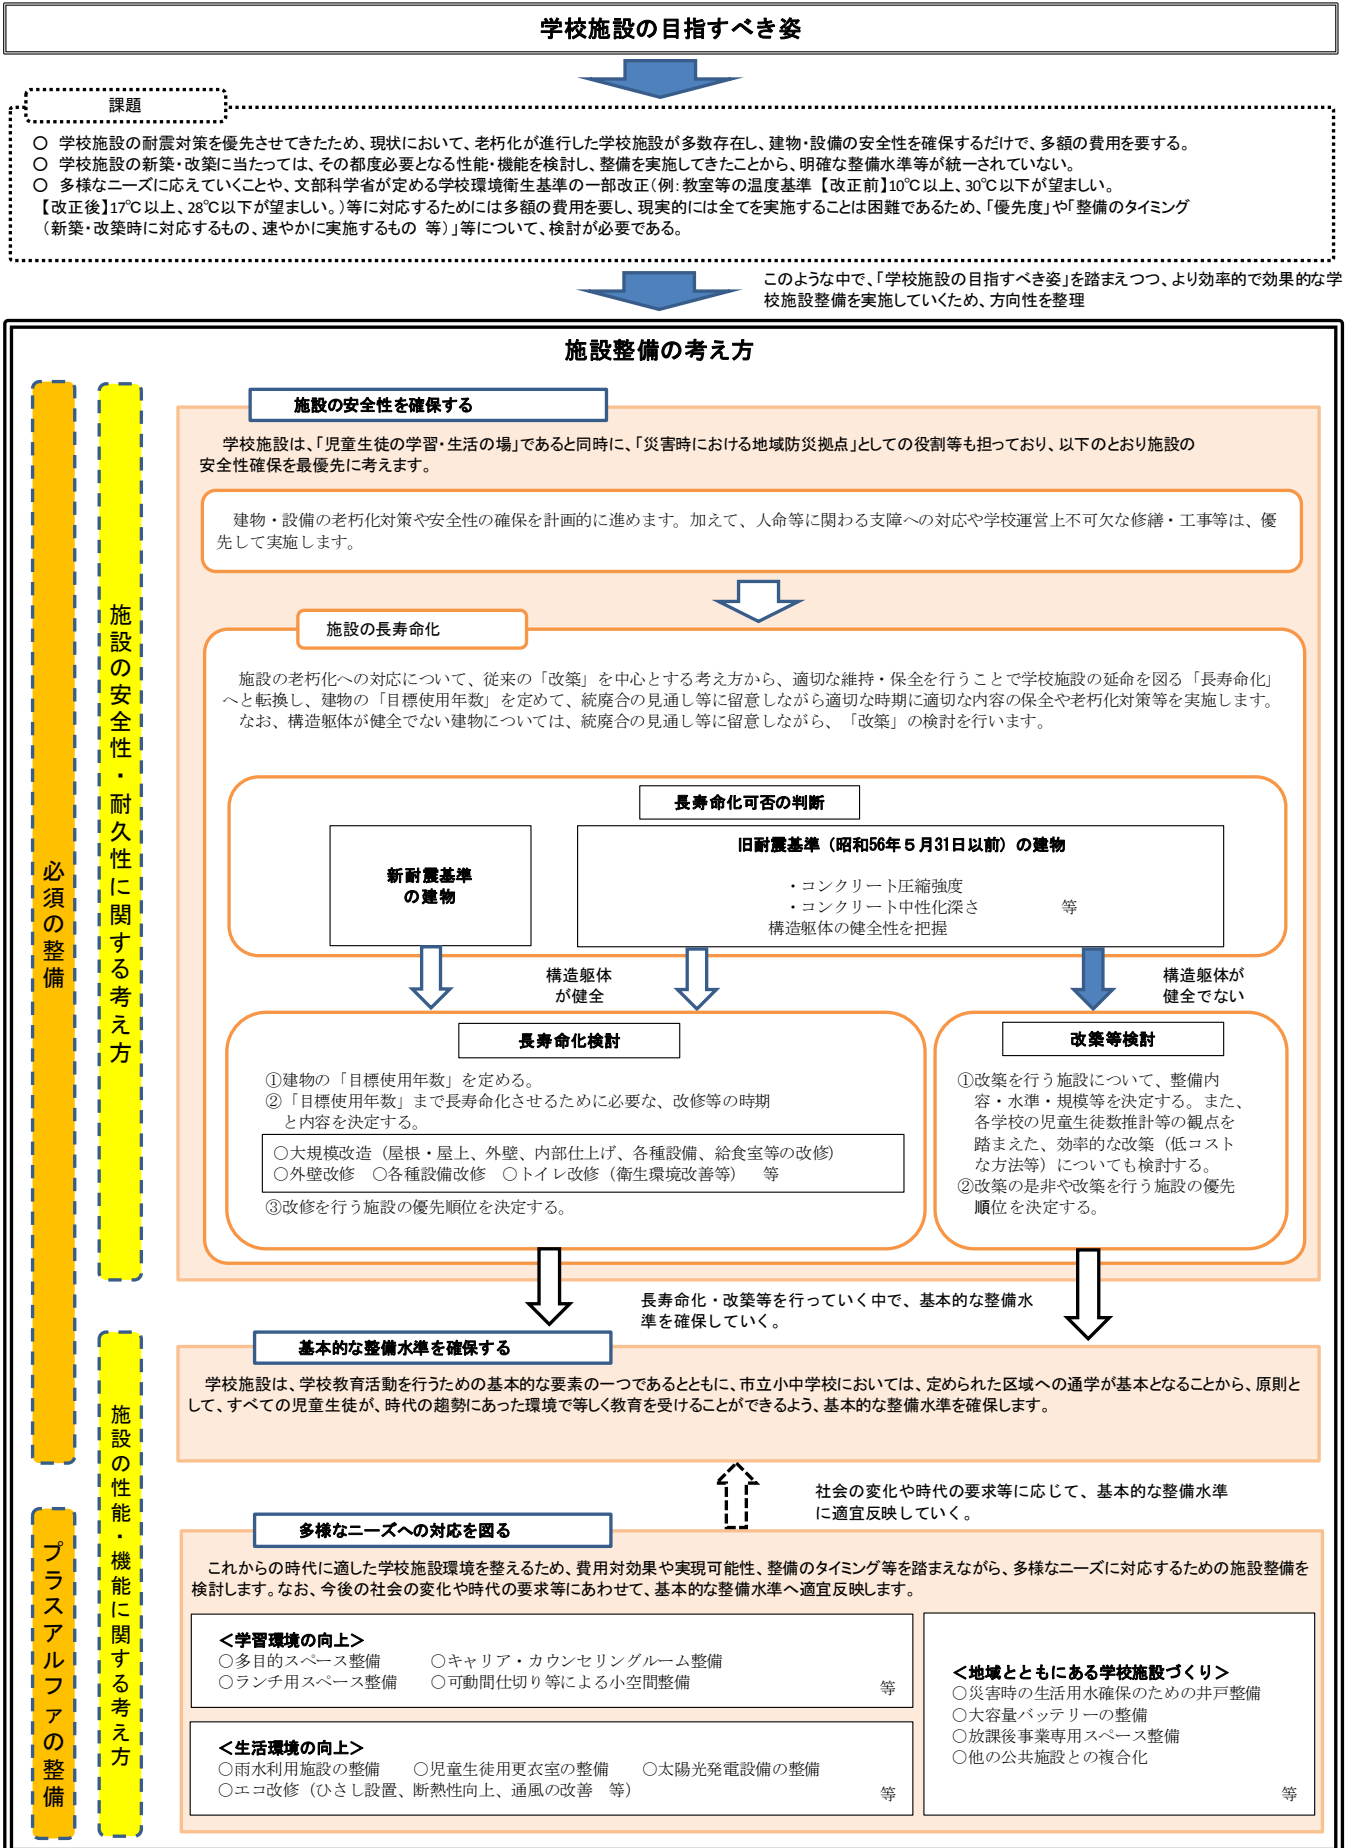 学校施設の目指すべき姿
課題
○ 学校施設の耐震対策を優先させてきたため、現状において、老朽化が進行した学校施設が多数存在し、建物・設備の安全性を確保するだけで、多額の費用を要する。
○ 学校施設の新築・改築に当たっては、その都度必要となる性能・機能を検討し、整備を実施してきたことから、明確な整備水準等が統一されていない。
○ 多様なニーズに応えていくことや、文部科学省が定める学校環境衛生基準の一部改正(例:教室等の温度基準 【改正前】10℃以上、30℃以下が望ましい。
【改正後】17℃以上、28℃以下が望ましい。)等に対応するためには多額の費用を要し、現実的には全てを実施することは困難であるため、「優先度」や「整備のタイミング
(新築・改築時に対応するもの、速やかに実施するもの 等)」等について、検討が必要である。
このような中で、「学校施設の目指すべき姿」を踏まえつつ、より効率的で効果的な学
校施設整備を実施していくため、方向性を整理
施設整備の考え方
必須の整備
施設の安全性・耐久性に関する考え方
施設の安全性を確保する
学校施設は、「児童生徒の学習・生活の場」であると同時に、「災害時における地域防災拠点」としての役割等も担っており、以下のとおり施設の
安全性確保を最優先に考えます。
建物・設備の老朽化対策や安全性の確保を計画的に進めます。加えて、人命等に関わる支障への対応や学校運営上不可欠な修繕・工事等は、優
先して実施します。
施設の長寿命化
施設の老朽化への対応について、従来の「改築」を中心とする考え方から、適切な維持・保全を行うことで学校施設の延命を図る「長寿命化」
へと転換し、建物の「目標使用年数」を定めて、統廃合の見通し等に留意しながら適切な時期に適切な内容の保全や老朽化対策等を実施します。
なお、構造躯体が健全でない建物については、統廃合の見通し等に留意しながら、「改築」の検討を行います。
長寿命化可否の判断
新耐震基準
の建物
旧耐震基準（昭和56年５月31日以前）の建物
・コンクリート圧縮強度
・コンクリート中性化深さ 等
構造躯体の健全性を把握
構造躯体
が健全
構造躯体が
健全でない
長寿命化検討
①建物の「目標使用年数」を定める。
②「目標使用年数」まで長寿命化させるために必要な、改修等の時期
と内容を決定する。
○大規模改造（屋根・屋上、外壁、内部仕上げ、各種設備、給食室等の改修)
○外壁改修 ○各種設備改修 ○トイレ改修（衛生環境改善等） 等
③改修を行う施設の優先順位を決定する。
改築等検討
①改築を行う施設について、整備内
容・水準・規模等を決定する。また、
各学校の児童生徒数推計等の観点を
踏まえた、効率的な改築（低コスト
な方法等）についても検討する。
②改築の是非や改築を行う施設の優先
順位を決定する。
長寿命化・改築等を行っていく中で、基本的な整備水
準を確保していく。
施設の性能・機能に関する考え方
基本的な整備水準を確保する
学校施設は、学校教育活動を行うための基本的な要素の一つであるとともに、市立小中学校においては、定められた区域への通学が基本となることから、原則と
して、すべての児童生徒が、時代の趨勢にあった環境で等しく教育を受けることができるよう、基本的な整備水準を確保します。
社会の変化や時代の要求等に応じて、基本的な整備水準
に適宜反映していく。
プラスアルファの整備
多様なニーズへの対応を図る
これからの時代に適した学校施設環境を整えるため、費用対効果や実現可能性、整備のタイミング等を踏まえながら、多様なニーズに対応するための施設整備を
検討します。なお、今後の社会の変化や時代の要求等にあわせて、基本的な整備水準へ適宜反映します。
＜学習環境の向上＞
○多目的スペース整備 ○キャリア・カウンセリングルーム整備
○ランチ用スペース整備 ○可動間仕切り等による小空間整備 等
＜生活環境の向上＞
○雨水利用施設の整備 ○児童生徒用更衣室の整備 ○太陽光発電設備の整備
○エコ改修（ひさし設置、断熱性向上、通風の改善 等） 等
＜地域とともにある学校施設づくり＞
○災害時の生活用水確保のための井戸整備
○大容量バッテリーの整備
○放課後事業専用スペース整備
○他の公共施設との複合化
等